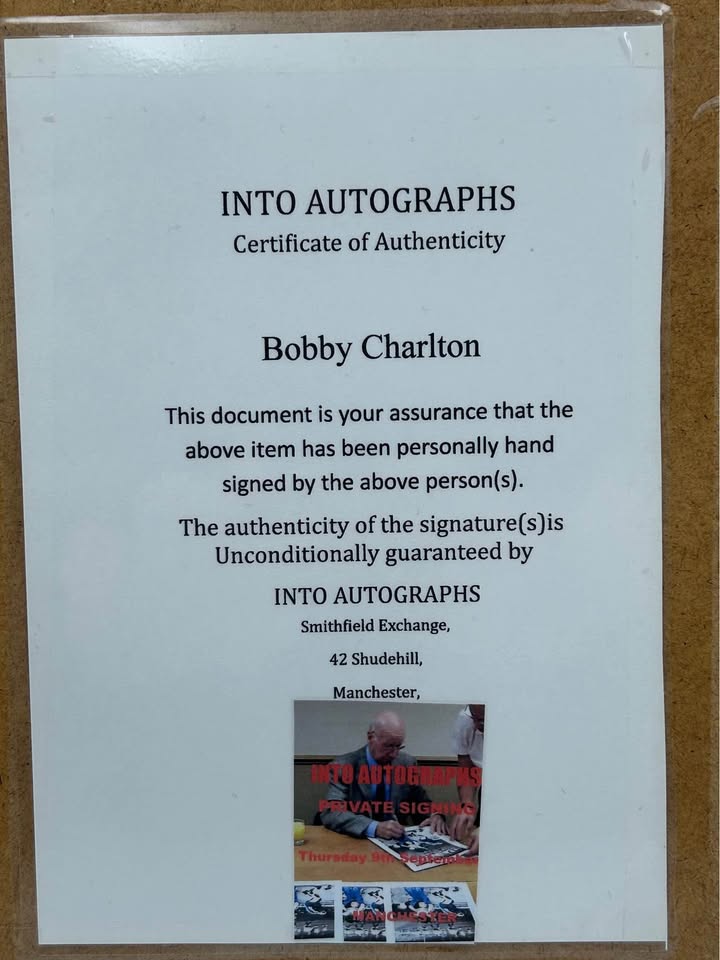 INTO AUTOGRAPHS
Certificate of Authenticity
Bobby Charlton
This document is your assurance that the
above item has been personally hand
signed by the above person(s).
The authenticity of the signature(s)is
Unconditionally guaranteed by
INTO AUTOGRAPHS
Smithfield Exchange,
42 Shudehill,
Manchester,
INTO AUTOGRAPHS
PRIVATE SIGNING
Thursday 9th September
MANCHESTER